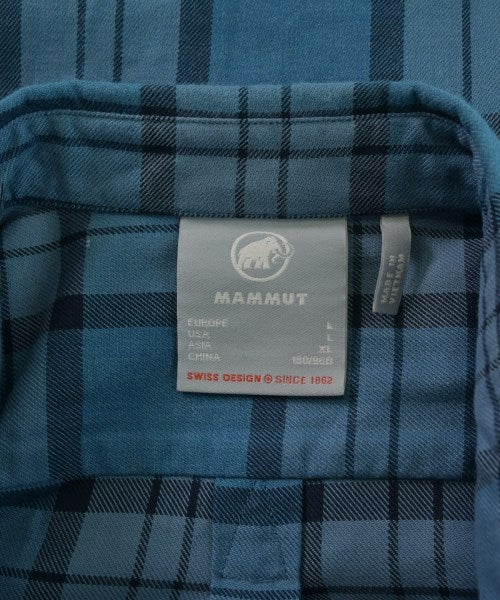 MAMMUT
EUROPE L
USA L
ASIA XL
CHINA 180/96B
SWISS DESIGN SINCE 1862
MADE IN
VIETNAM